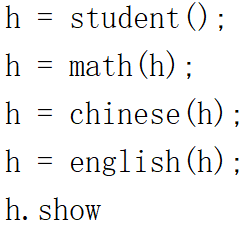 h = student();
h = math(h);
h = chinese(h);
h = english(h);
h.show